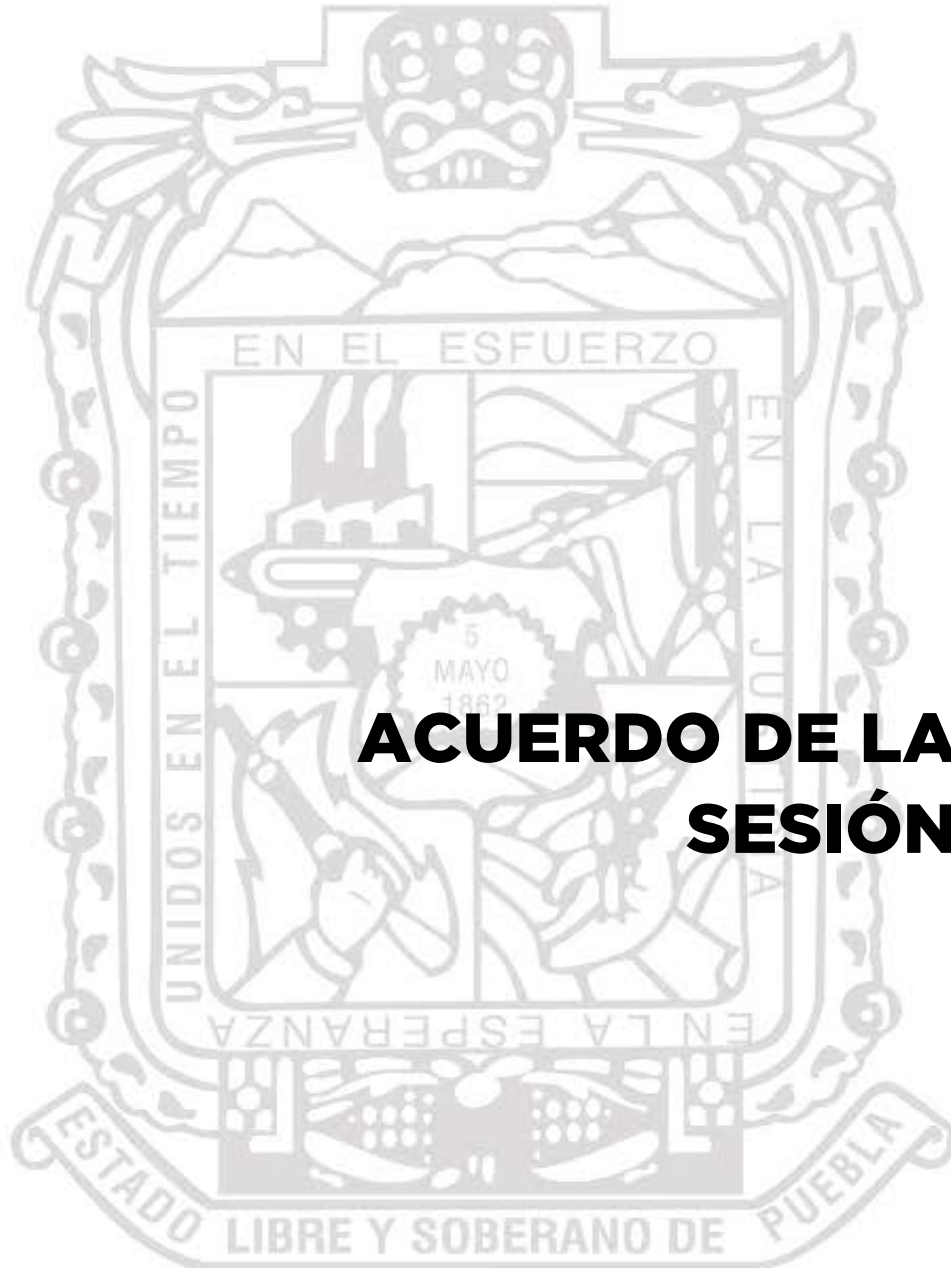 EN EL ESFUERZO
UNIDOS EN EL TIEMPO
EN LA
5
MAYO
1862
ACUERDO DE LA
SESIÓN
EN LA ESPERANZA
ESTADO LIBRE Y SOBERANO DE PUEBLA